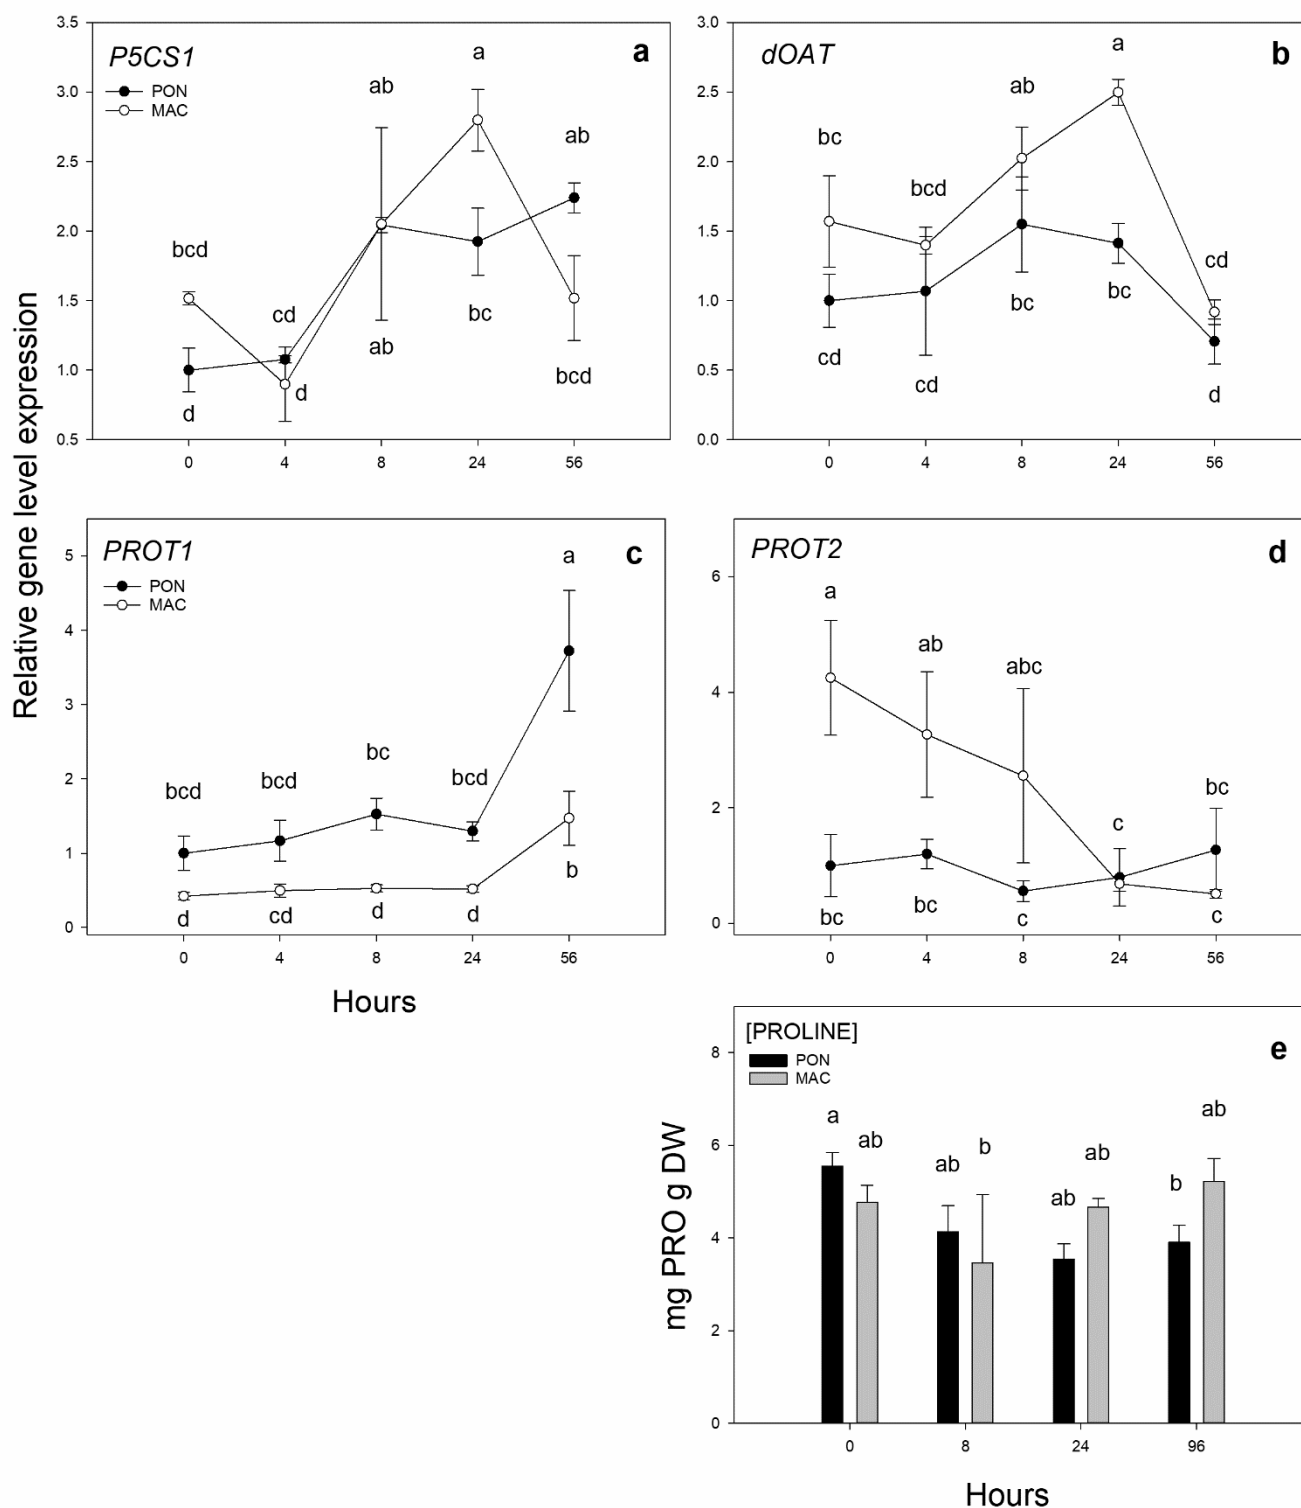 Relative gene level expression
P5CS1
a
PON
MAC
3.5
3.0
2.5
2.0
1.5
1.0
0.5
bcd
d
cd
d
ab
ab
a
bc
ab
bcd
0 4 8 24 56
dOAT
b
3.0
2.5
2.0
1.5
1.0
0.5
0.0
bc
cd
bcd
cd
ab
bc
a
bc
cd
d
0 4 8 24 56
PROT1
c
PON
MAC
5
4
3
2
1
0
bcd
d
bcd
cd
bc
d
bcd
d
a
b
0 4 8 24 56
Hours
PROT2
d
6
4
2
0
a
bc
ab
bc
abc
c
c
bc
c
0 4 8 24 56
[PROLINE]
e
PON
MAC
mg PRO g DW
8
6
4
2
0
a
ab
ab
b
ab
ab
b
ab
0 8 24 96
Hours